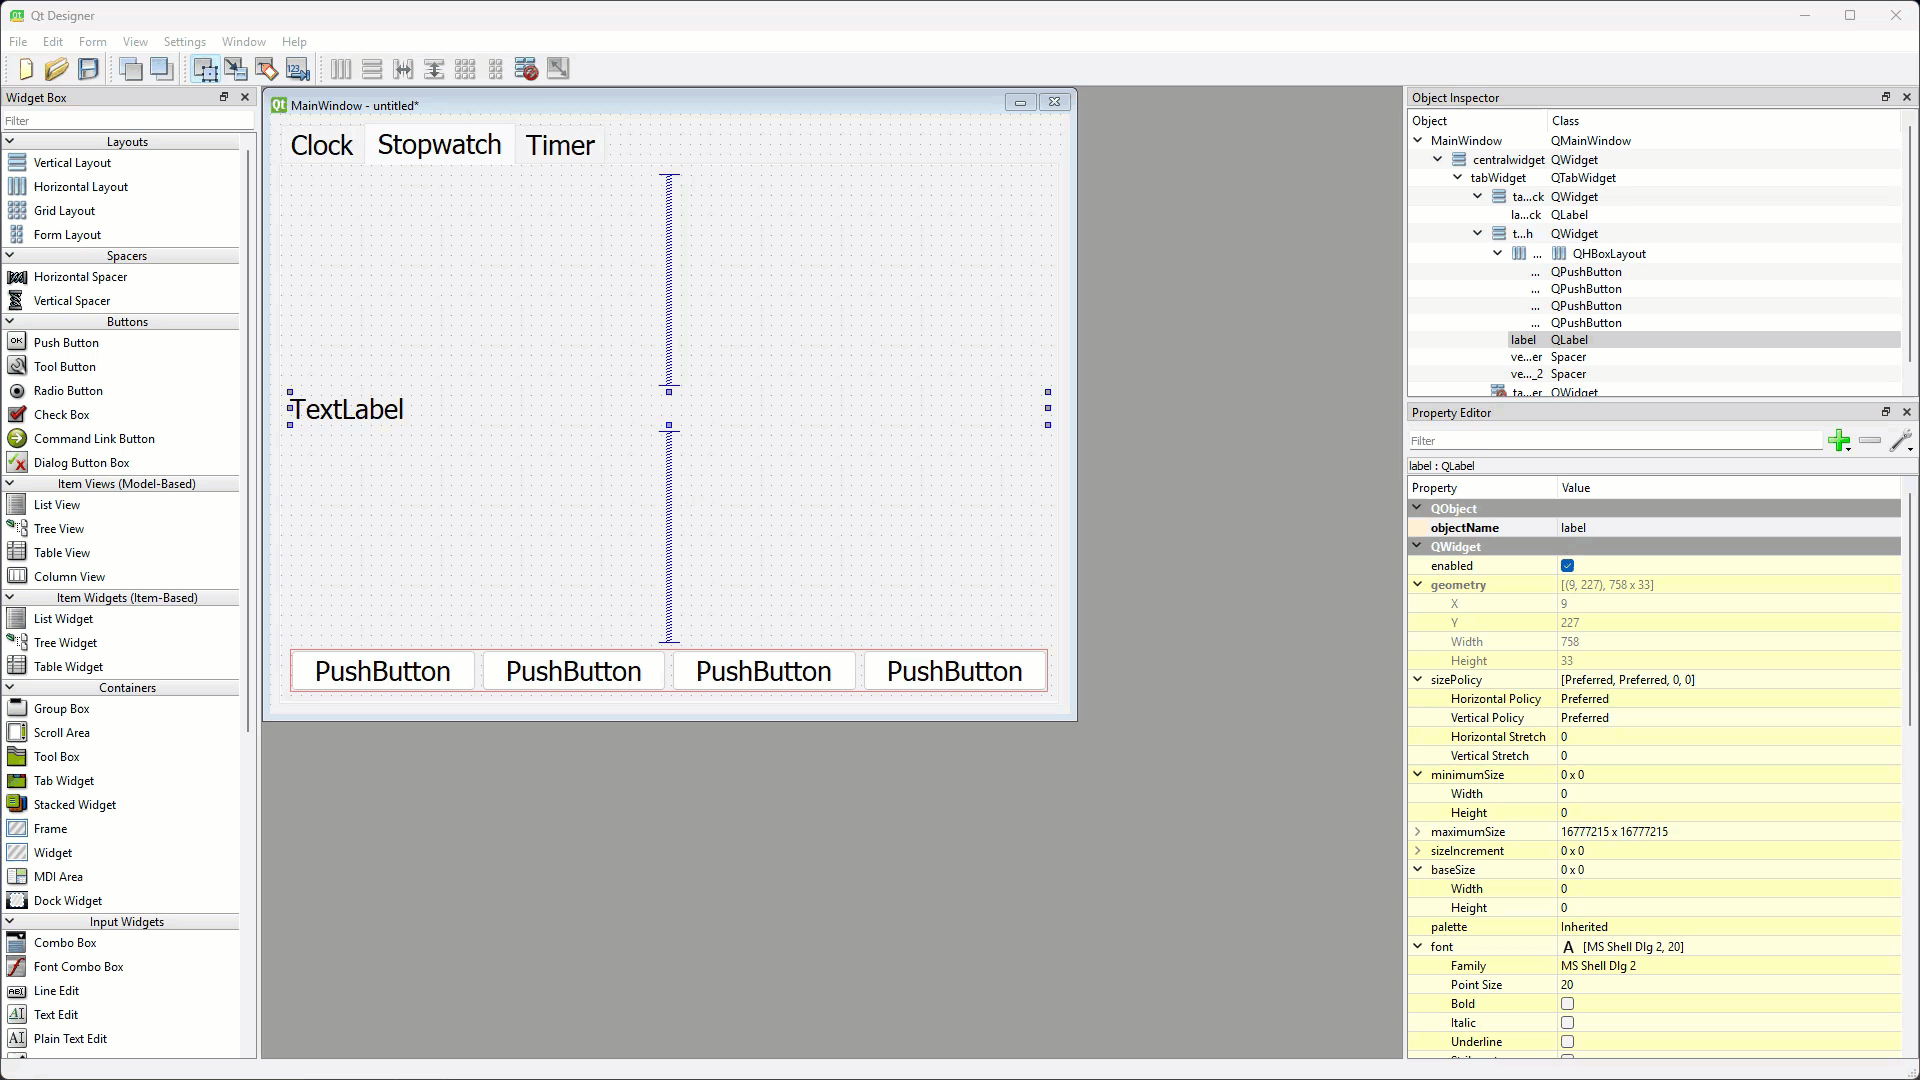 Qt Designer
File Edit Form View Settings Window Help
Widget Box
Filter
Layouts
Vertical Layout
Horizontal Layout
Grid Layout
Form Layout
Spacers
Horizontal Spacer
Vertical Spacer
Buttons
Push Button
Tool Button
Radio Button
Check Box
Command Link Button
Dialog Button Box
Item Views (Model-Based)
List View
Tree View
Table View
Column View
Item Widgets (Item-Based)
List Widget
Tree Widget
Table Widget
Containers
Group Box
Scroll Area
Tool Box
Tab Widget
Stacked Widget
Frame
Widget
MDI Area
Dock Widget
Input Widgets
Combo Box
Font Combo Box
Line Edit
Text Edit
Plain Text Edit
MainWindow - untitled*
Clock Stopwatch Timer
TextLabel
PushButton PushButton PushButton PushButton
Object Inspector
Object Class
MainWindow QMainWindow
centralwidget QWidget
tabWidget QTabWidget
ta...ck QWidget
la...ck QLabel
t...h QWidget
... QHBoxLayout
... QPushButton
... QPushButton
... QPushButton
... QPushButton
label QLabel
ve...er Spacer
ve..._2 Spacer
ta...er QWidget
Property Editor
Filter
label : QLabel
Property Value
QObject
objectName label
QWidget
enabled
geometry [(9, 227), 758 x 33]
X 9
Y 227
Width 758
Height 33
sizePolicy [Preferred, Preferred, 0, 0]
Horizontal Policy Preferred
Vertical Policy Preferred
Horizontal Stretch 0
Vertical Stretch 0
minimumSize 0 x 0
Width 0
Height 0
maximumSize 16777215 x 16777215
sizeIncrement 0 x 0
baseSize 0 x 0
Width 0
Height 0
palette Inherited
font A [MS Shell Dlg 2, 20]
Family MS Shell Dlg 2
Point Size 20
Bold
Italic
Underline